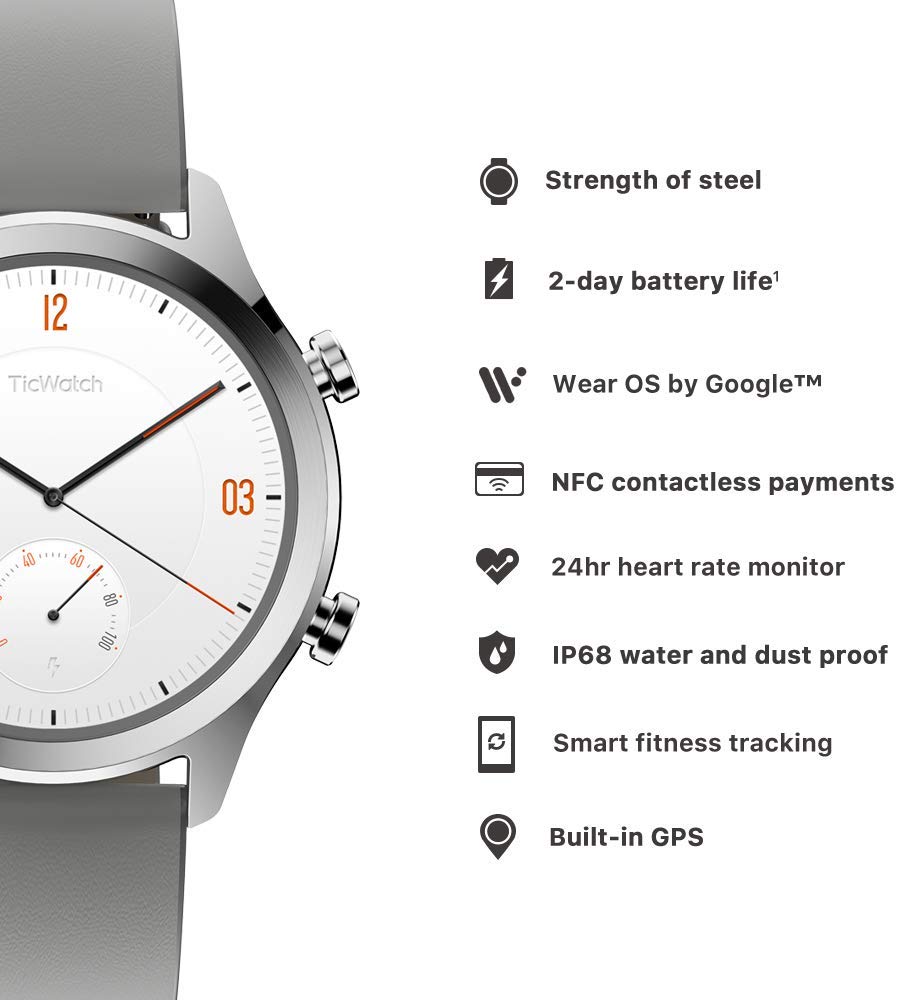 12
TicWatch
03
40
60
80
100
0
Strength of steel
2-day battery life¹
Wear OS by Google™
NFC contactless payments
24hr heart rate monitor
IP68 water and dust proof
Smart fitness tracking
Built-in GPS